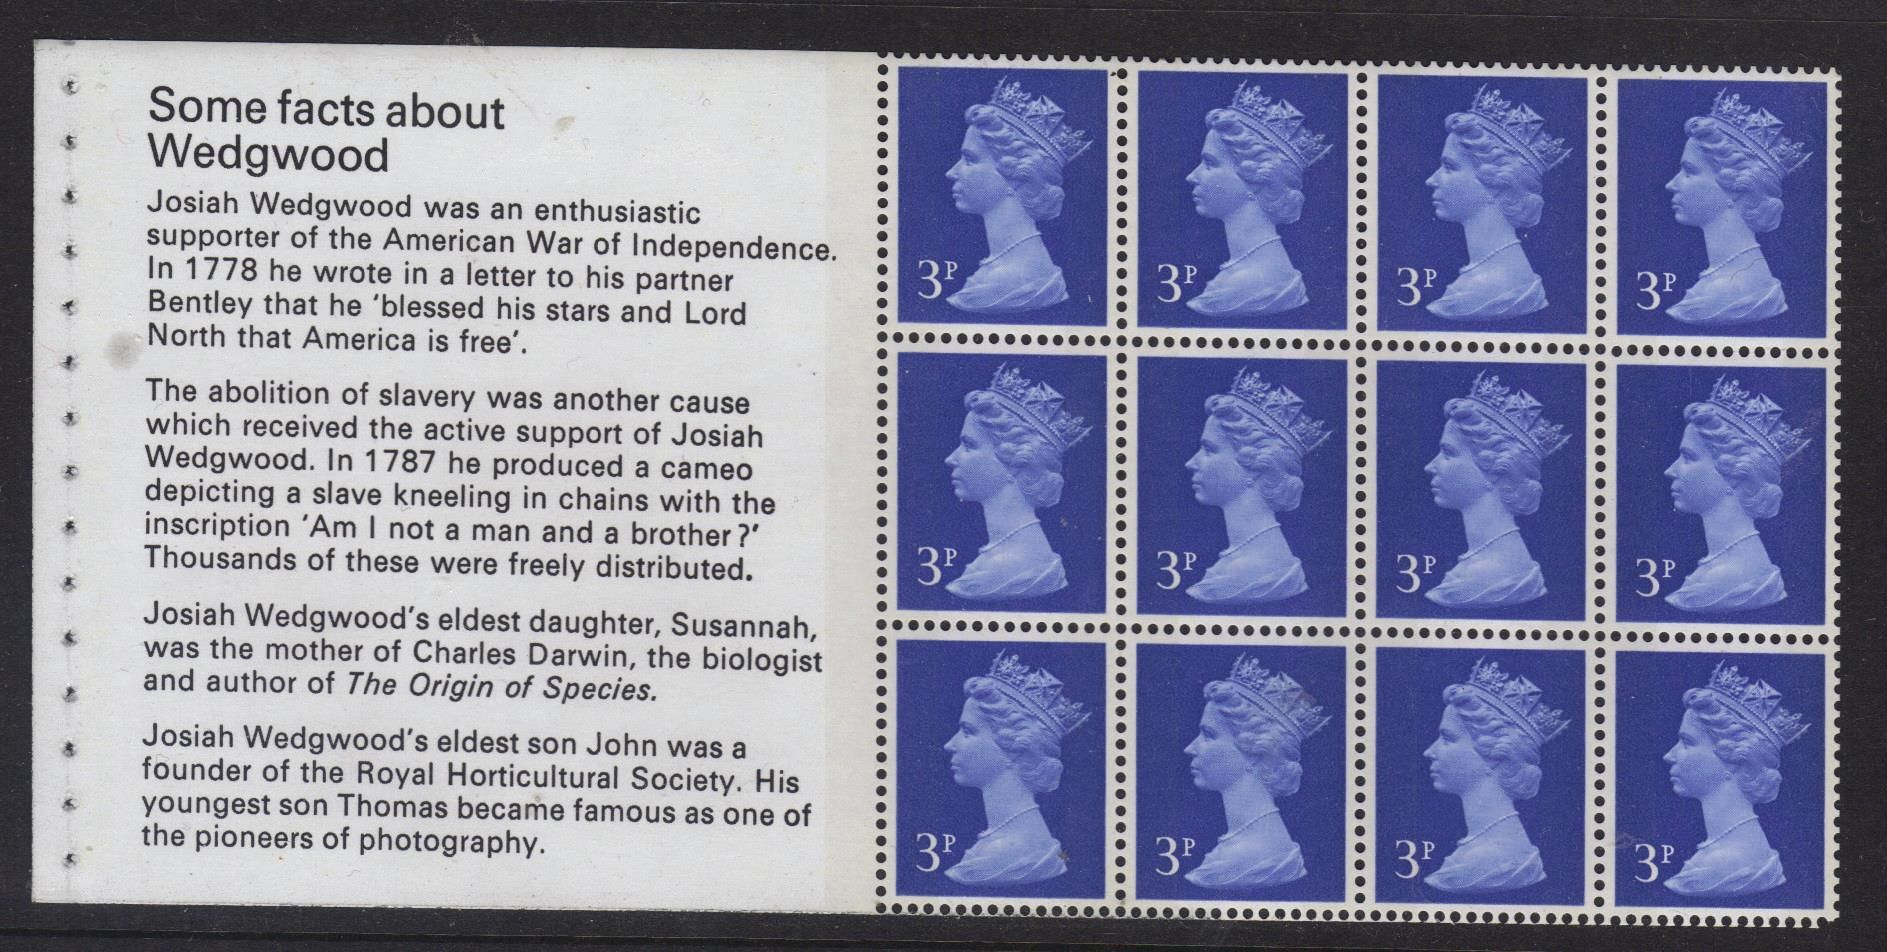 Some facts about
Wedgwood
Josiah Wedgwood was an enthusiastic
supporter of the American War of Independence.
In 1778 he wrote in a letter to his partner
Bentley that he 'blessed his stars and Lord
North that America is free'.
The abolition of slavery was another cause
which received the active support of Josiah
Wedgwood. In 1787 he produced a cameo
depicting a slave kneeling in chains with the
inscription 'Am I not a man and a brother?'
Thousands of these were freely distributed.
Josiah Wedgwood's eldest daughter, Susannah,
was the mother of Charles Darwin, the biologist
and author of The Origin of Species.
Josiah Wedgwood's eldest son John was a
founder of the Royal Horticultural Society. His
youngest son Thomas became famous as one of
the pioneers of photography.
3P 3P 3P 3P
3P 3P 3P 3P
3P 3P 3P 3P